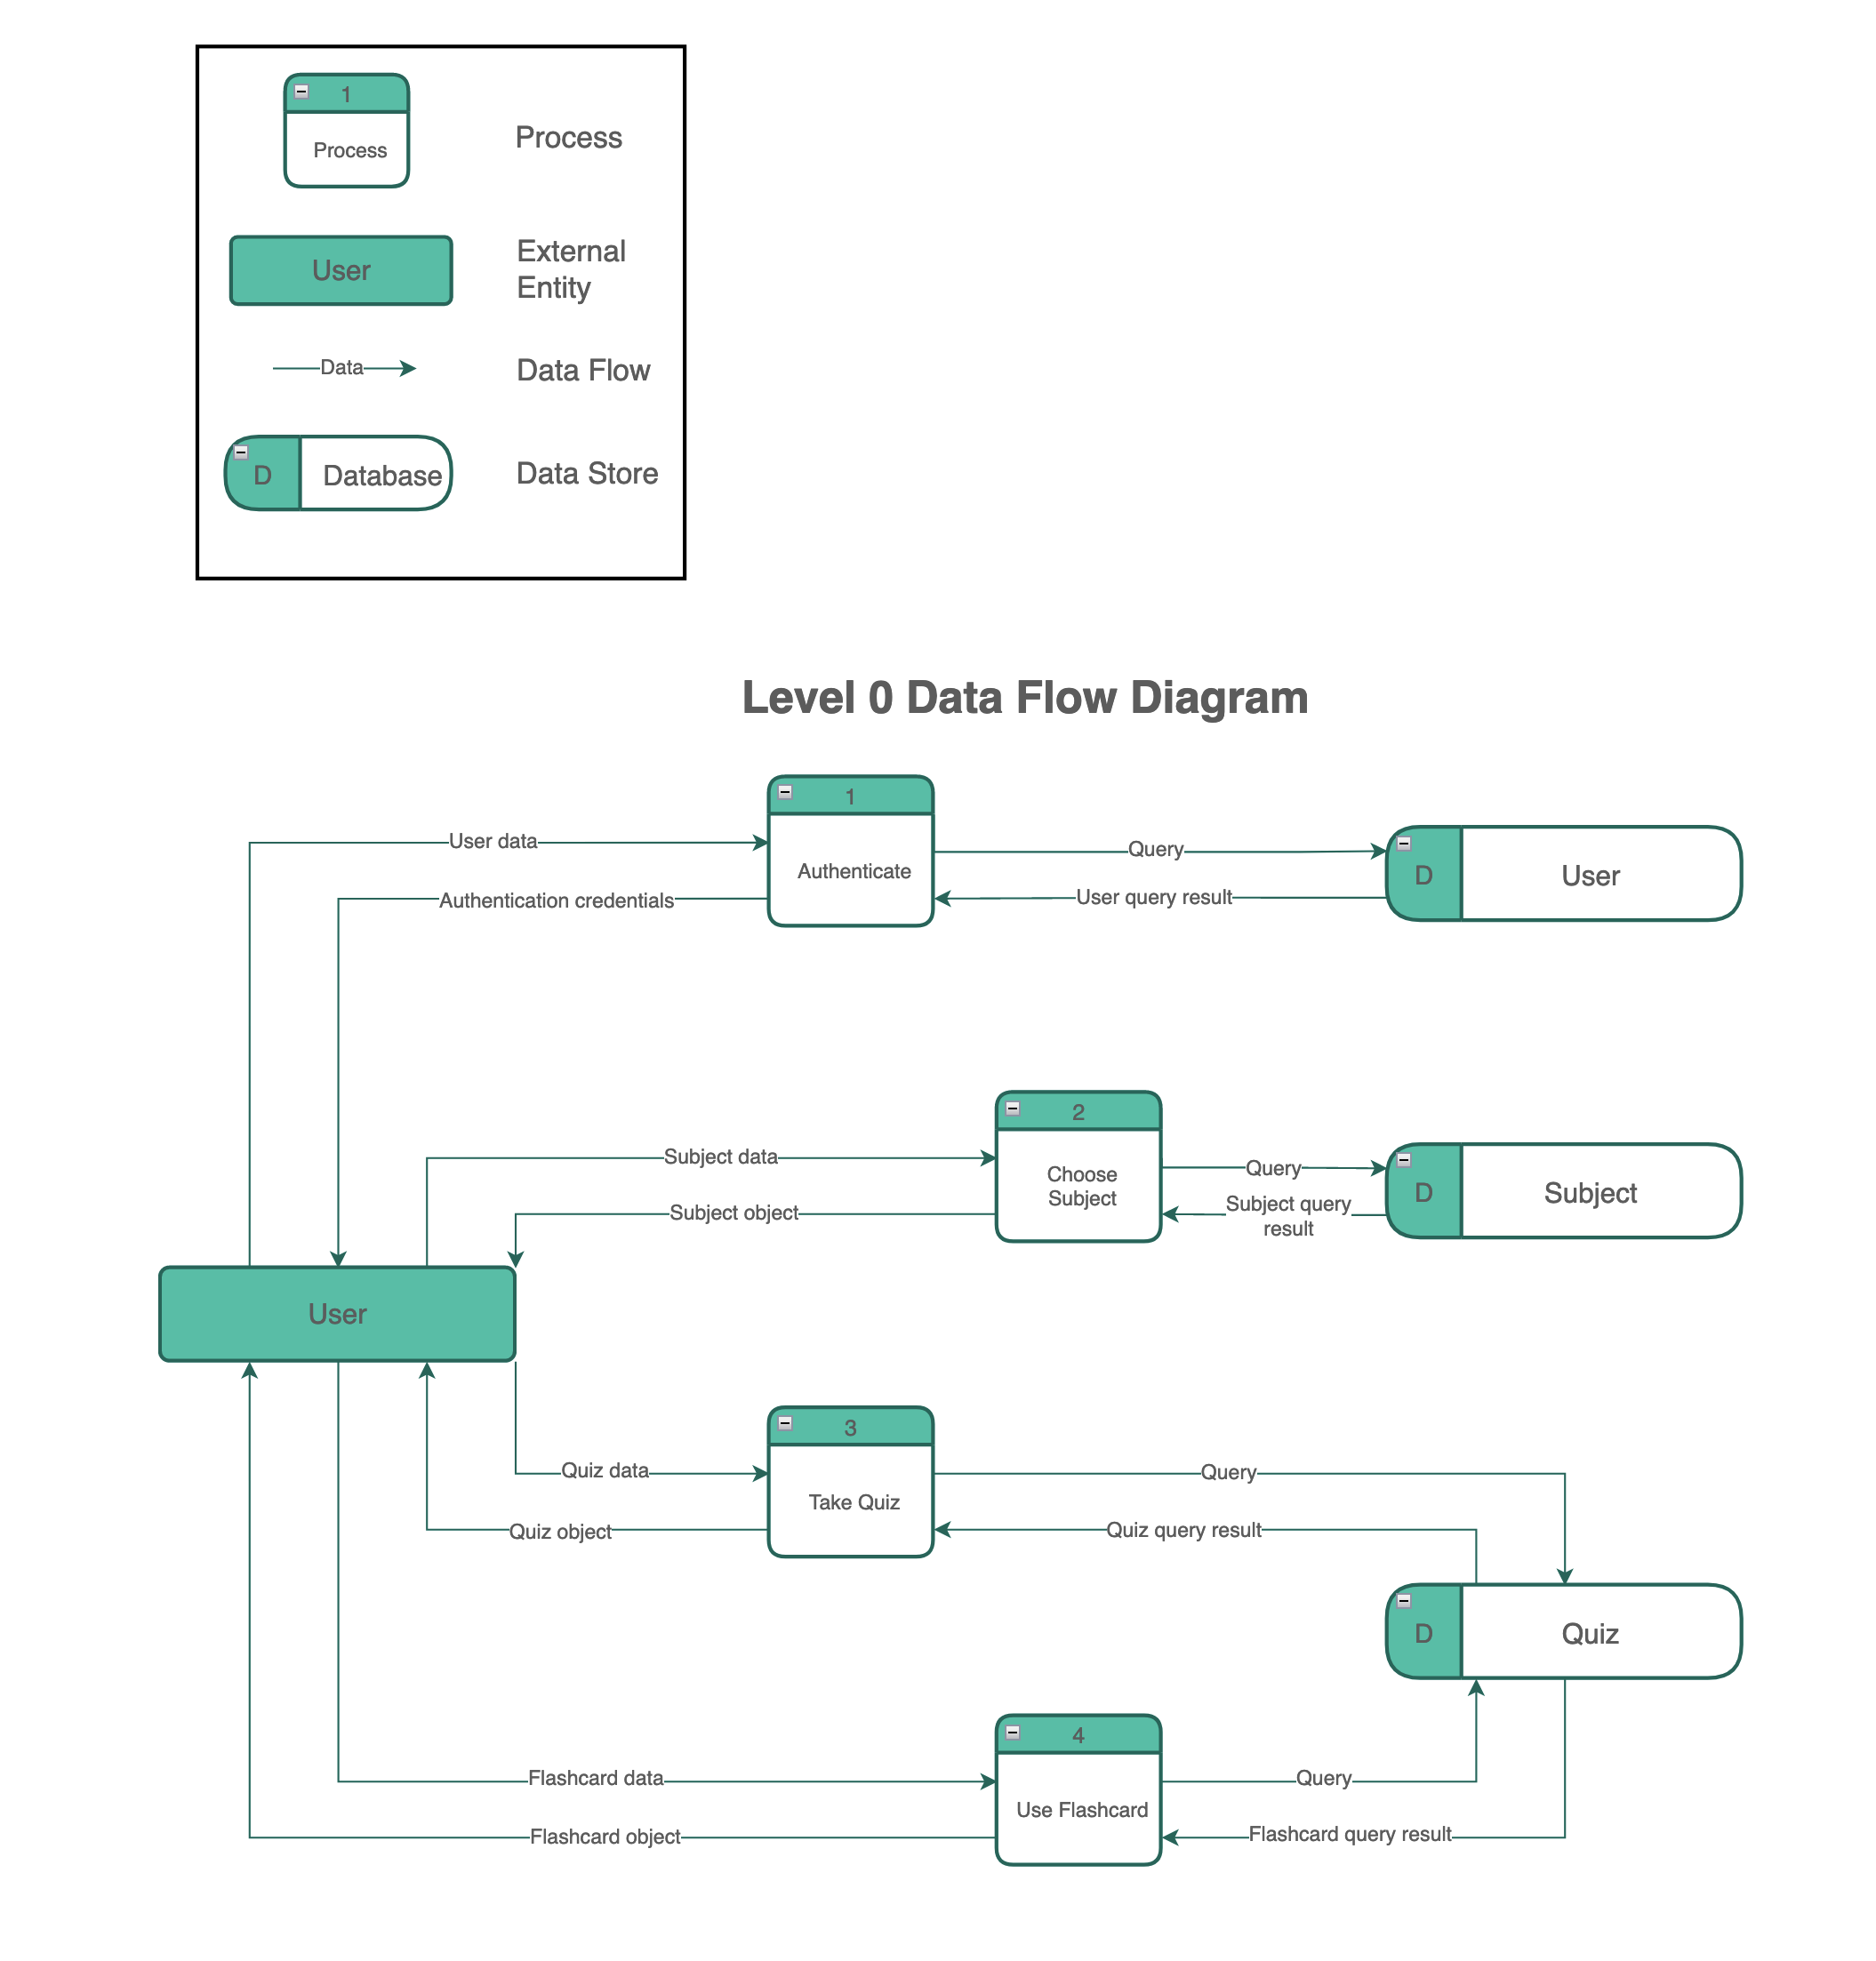 1
Process
Process
User
External
Entity
Data
Data Flow
D
Database
Data Store
Level 0 Data Flow Diagram
1
User data
Query
Authenticate
D
User
Authentication credentials
User query result
2
Subject data
Query
Choose
Subject
D
Subject
Subject object
Subject query
result
User
3
Quiz data
Query
Take Quiz
Quiz object
Quiz query result
D
Quiz
4
Flashcard data
Query
Use Flashcard
Flashcard object
Flashcard query result